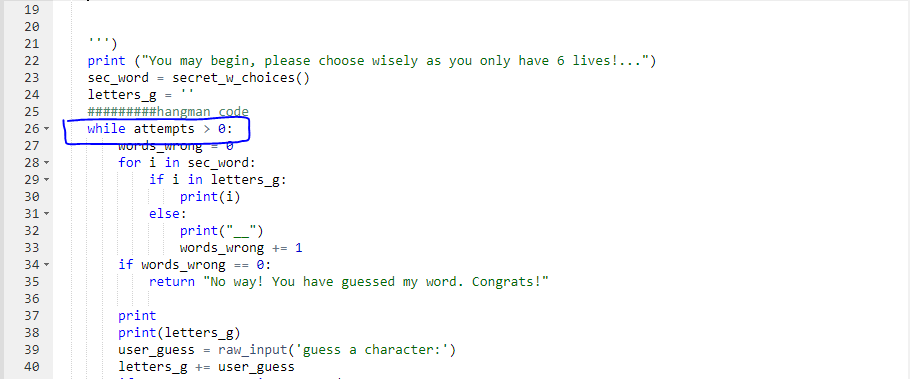 19
20
21 ''')
22 print ("You may begin, please choose wisely as you only have 6 lives!...")
23 sec_word = secret_w_choices()
24 letters_g = ''
25 #########hangman code
26 while attempts > 0:
27 words_wrong = 0
28 for i in sec_word:
29 if i in letters_g:
30 print(i)
31 else:
32 print("__")
33 words_wrong += 1
34 if words_wrong == 0:
35 return "No way! You have guessed my word. Congrats!"
36
37 print
38 print(letters_g)
39 user_guess = raw_input('guess a character:')
40 letters_g += user_guess